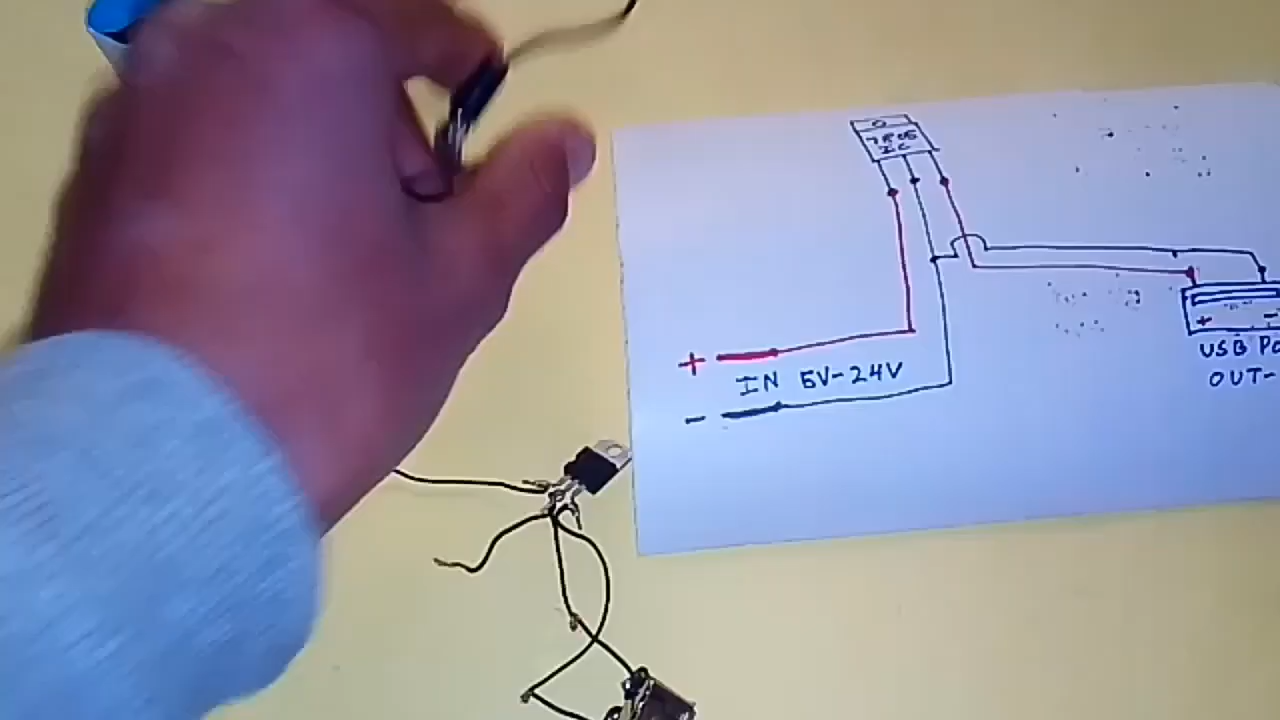 7805
IC
+
IN 5V-24V
-
+ -
USB Po
OUT-